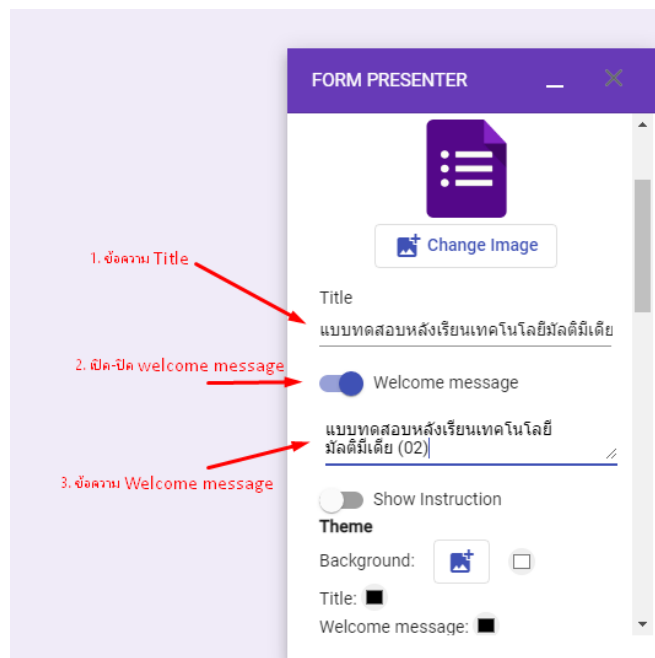 FORM PRESENTER
Change Image
1. ข้อความ Title
Title
แบบทดสอบหลังเรียนเทคโนโลยีมัลติมีเดีย
2. เปิด-ปิด welcome message
Welcome message
แบบทดสอบหลังเรียนเทคโนโลยี
มัลติมีเดีย (02)
3. ข้อความ Welcome message
Show Instruction
Theme
Background:
Title:
Welcome message: